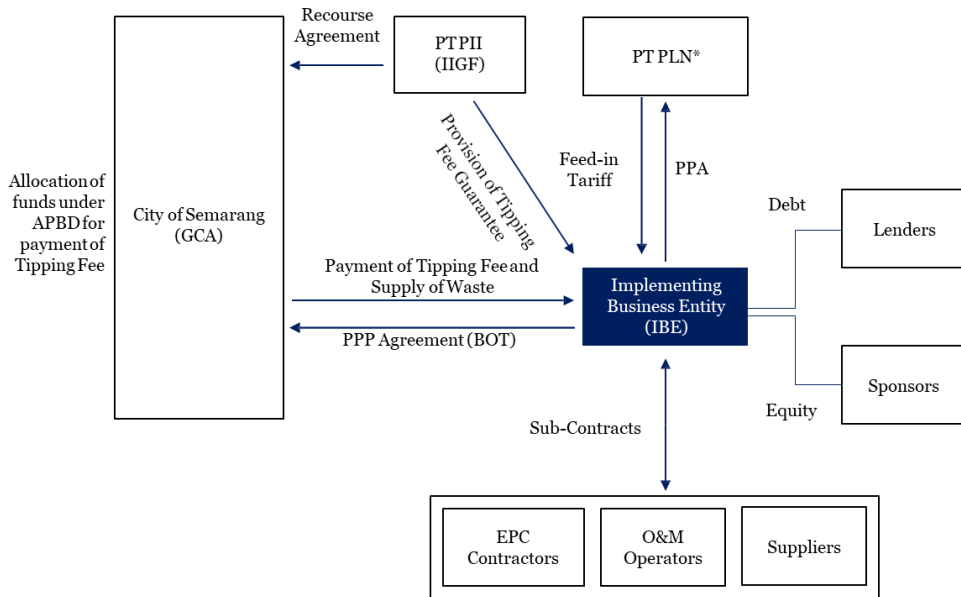 Recourse
Agreement
PT PII
(IIGF)
PT PLN*
Provision of Tipping
Fee Guarantee
Feed-in
Tariff
PPA
Allocation of
funds under
APBD for
payment of
Tipping Fee
City of Semarang
(GCA)
Debt
Lenders
Payment of Tipping Fee and
Supply of Waste
Implementing
Business Entity
(IBE)
PPP Agreement (BOT)
Sponsors
Equity
Sub-Contracts
EPC
Contractors
O&M
Operators
Suppliers